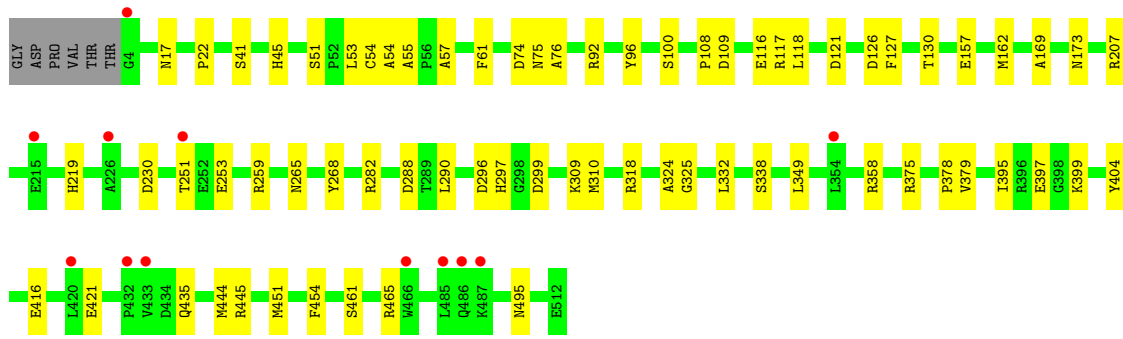 GLY ASP PRO VAL THR THR G4 N17 P22 S41 H45 S51 P52 L53 C54 A54 A55 P56 A57 F61 D74 N75 A76 R92 Y96 S100 P108 D109 E116 R117 L118 D121 D126 F127 T130 E157 M162 A169 N173 R207
E215 H219 A226 D230 T251 E252 E253 R259 N265 Y268 R282 D288 T289 L290 D296 H297 G298 D299 K309 M310 R318 A324 G325 L332 S338 L349 L354 R358 R375 P378 V379 I395 R396 E397 G398 K399 Y404
E416 L420 E421 P432 V433 D434 Q435 M444 R445 M451 F454 S461 R465 W466 L485 Q486 K487 N495 E512